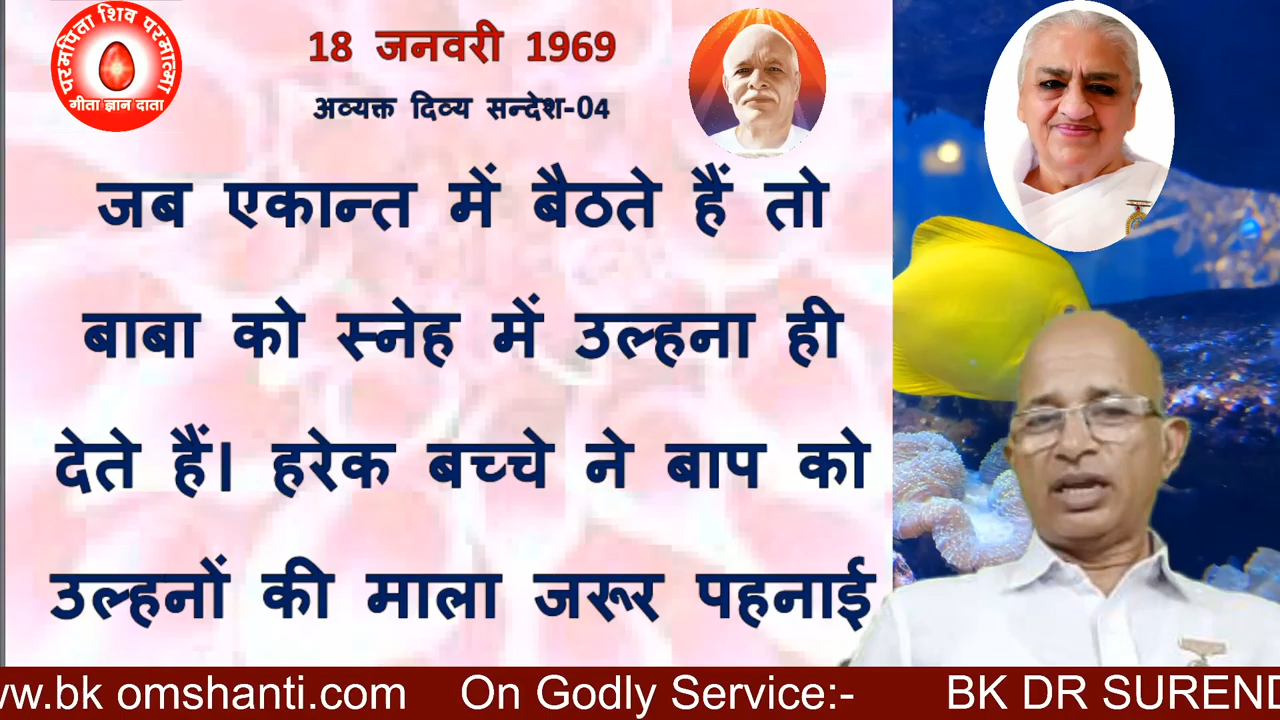 परमपिता शिव परमात्मा
गीता ज्ञान दाता
18 जनवरी 1969
अव्यक्त दिव्य सन्देश-04
जब एकान्त में बैठते हैं तो
बाबा को स्नेह में उल्हना ही
देते हैं। हरेक बच्चे ने बाप को
उल्हनों की माला जरूर पहनाई
ww.bk omshanti.com On Godly Service:- BK DR SUREND